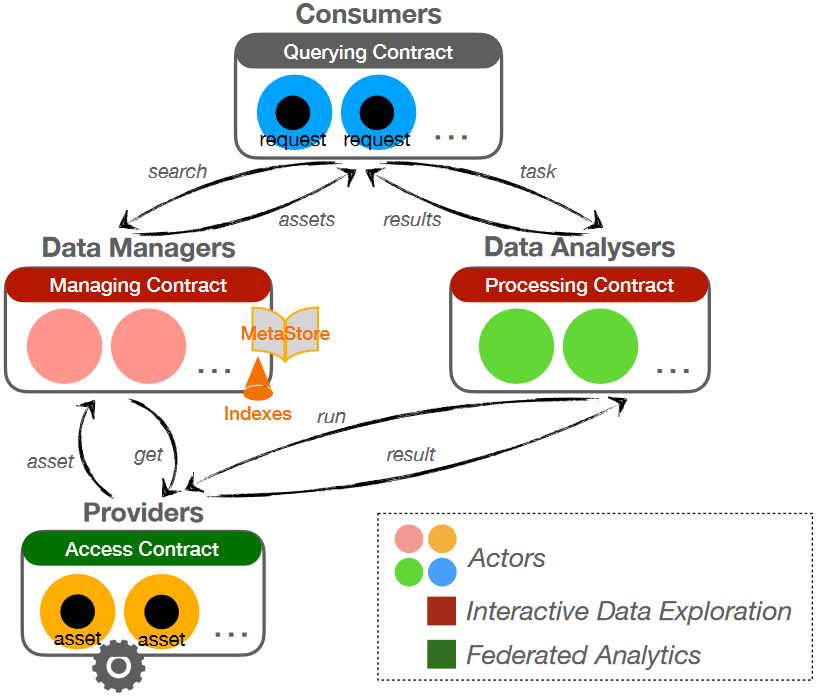 Consumers
Querying Contract
request
request
...
search
task
assets
results
Data Managers
Data Analysers
Managing Contract
Processing Contract
MetaStore
...
...
Indexes
run
asset
get
result
Providers
Access Contract
asset
asset
...
Actors
Interactive Data Exploration
Federated Analytics